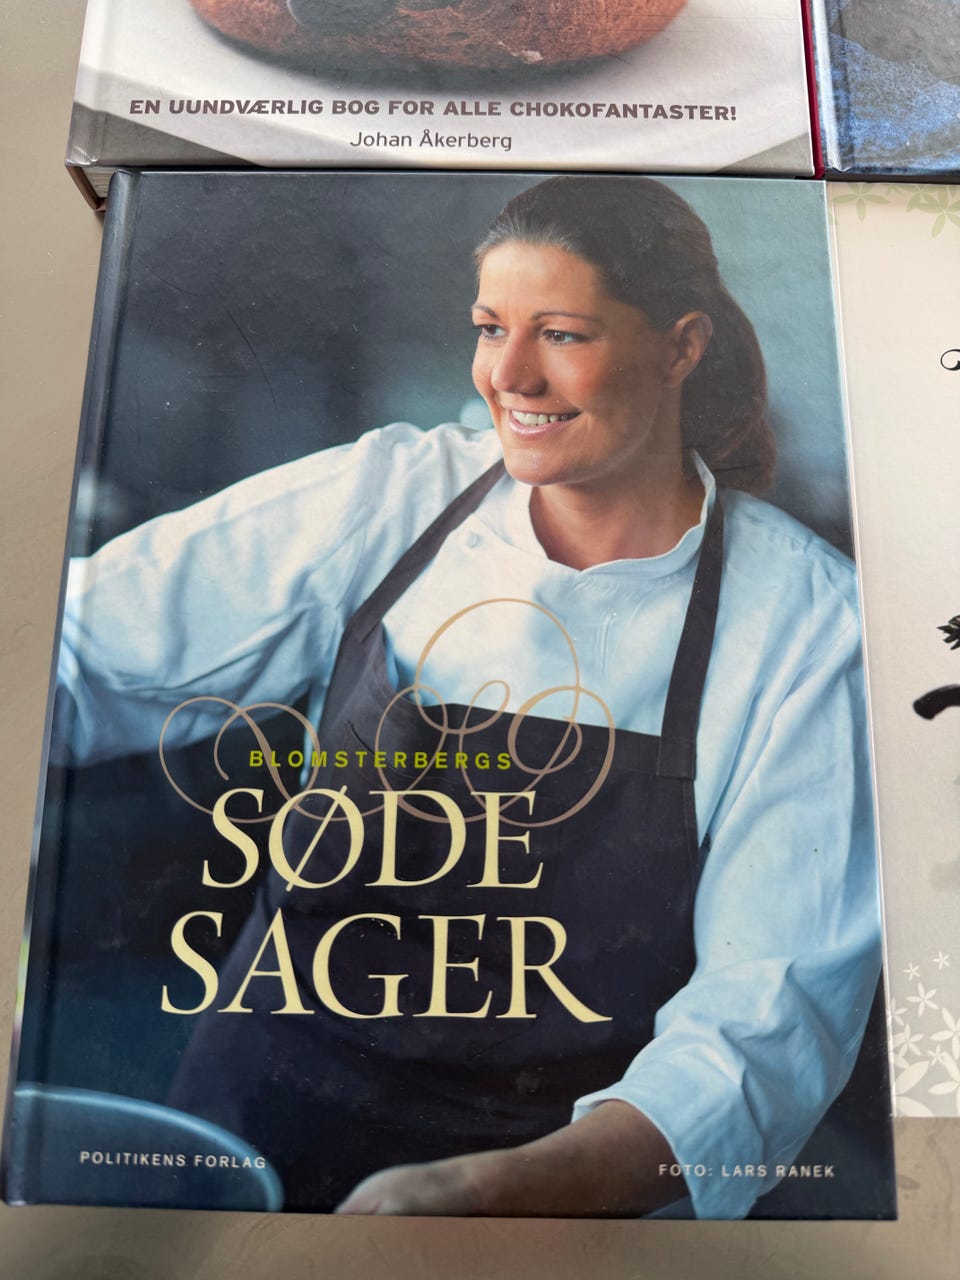 EN UUNDVÆRLIG BOG FOR ALLE CHOKOFANTASTER!
Johan Åkerberg
BLOMSTERBERGS
SØDE
SAGER
POLITIKENS FORLAG
FOTO: LARS RANEK